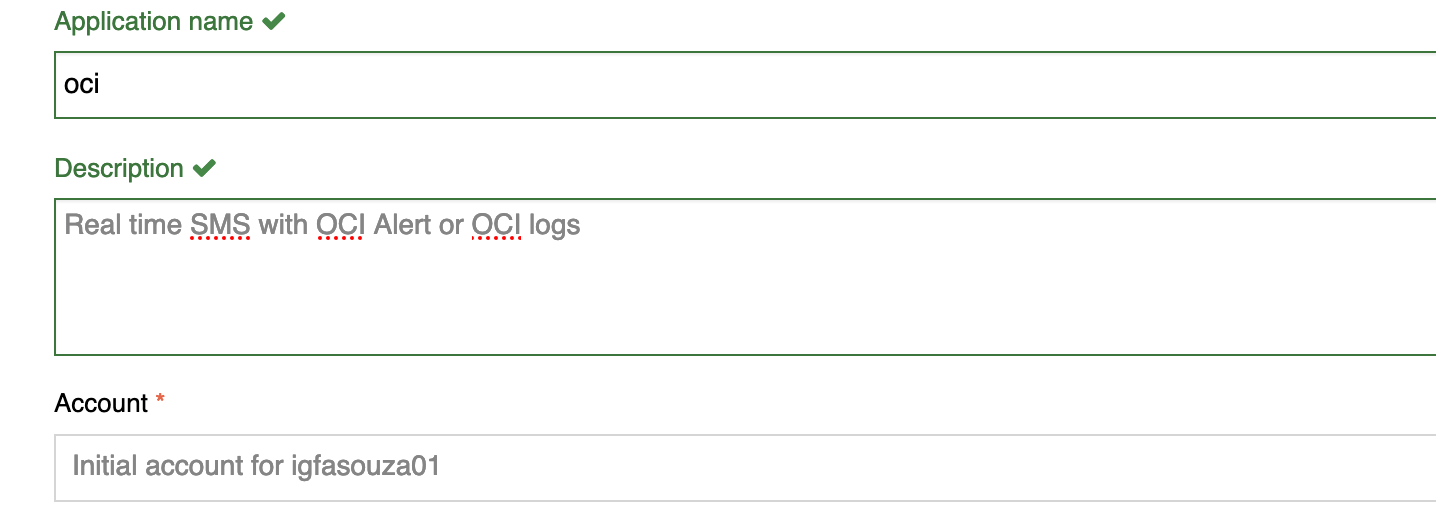 Application name
oci
Description
Real time SMS with OCI Alert or OCI logs
Account *
Initial account for igfasouza01